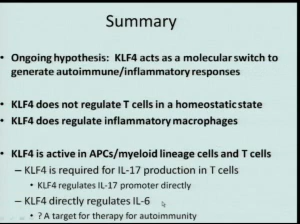 Summary
• Ongoing hypothesis: KLF4 acts as a molecular switch to
generate autoimmune/inflammatory responses
• KLF4 does not regulate T cells in a homeostatic state
• KLF4 does regulate inflammatory macrophages
• KLF4 is active in APCs/myeloid lineage cells and T cells
– KLF4 is required for IL-17 production in T cells
• KLF4 regulates IL-17 promoter directly
– KLF4 directly regulates IL-6
• ? A target for therapy for autoimmunity